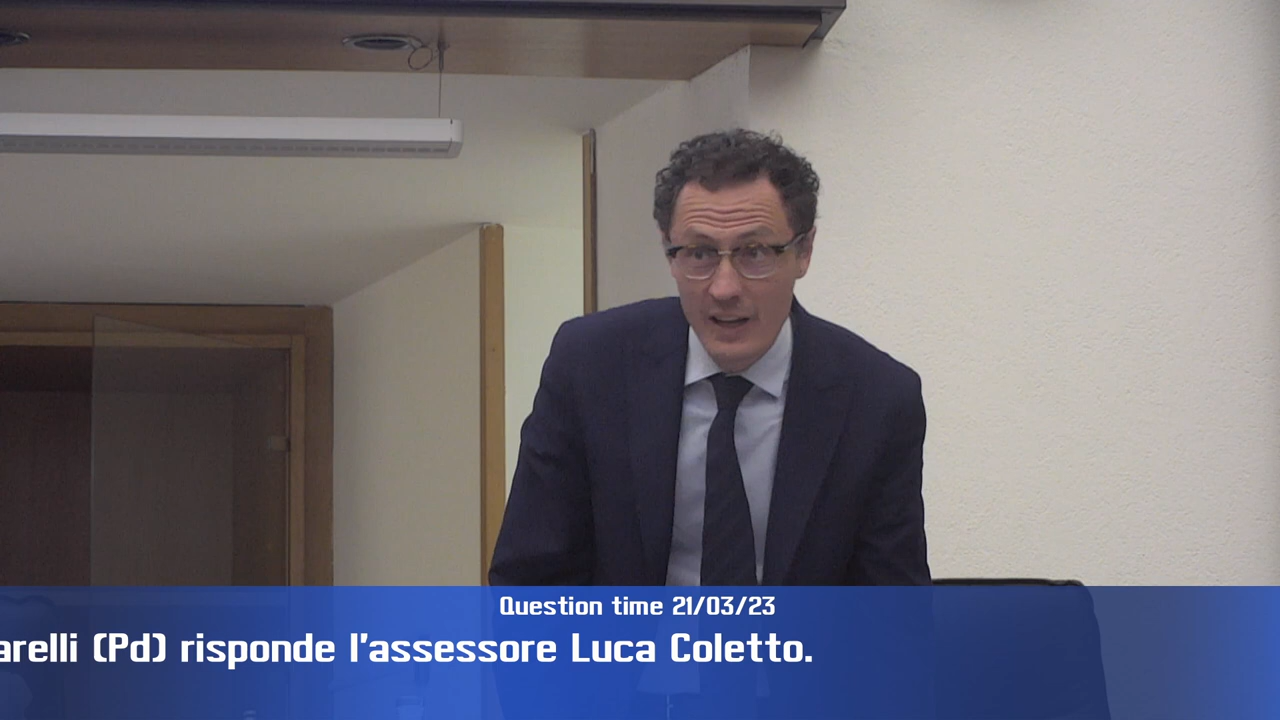 Question time 21/03/23
arelli (Pd) risponde l'assessore Luca Coletto.